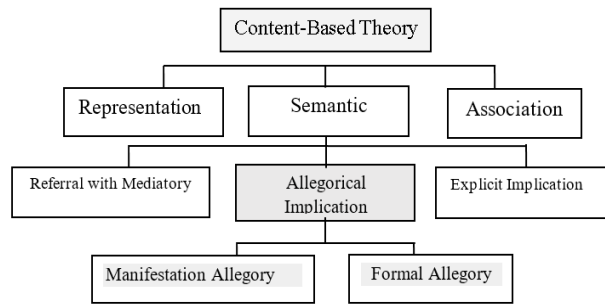 Content-Based Theory
Representation
Semantic
Association
Referral with Mediatory
Allegorical
Implication
Explicit Implication
Manifestation Allegory
Formal Allegory